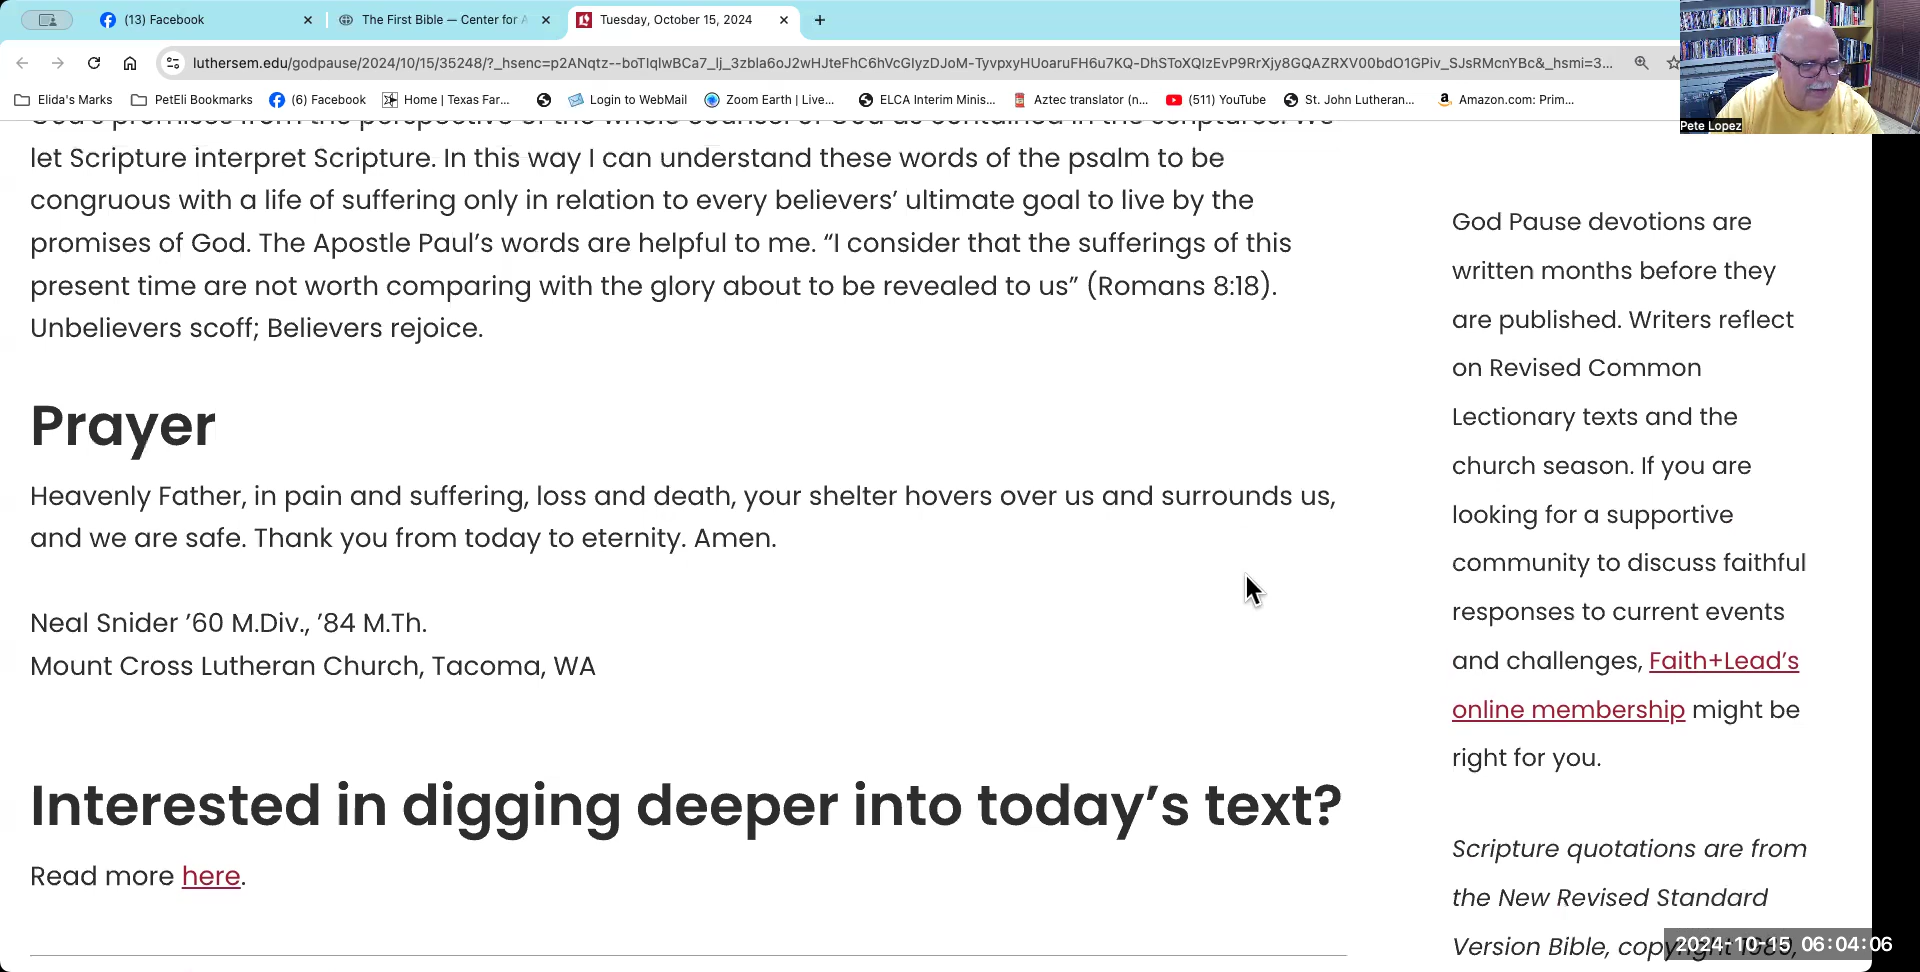 (13) Facebook
The First Bible — Center for A
Tuesday, October 15, 2024
luthersem.edu/godpause/2024/10/15/35248/?_hsenc=p2ANqtz--boTIqlwBCa7_Ij_3zbla6oJ2wHJteFhC6hVcGIyzDJoM-TyvpxyHUoaruFH6u7KQ-DhSToXQIzEvP9RrXjy8GQAZRXV00bdO1GPiv_SJsRMcnYBc&_hsmi=3...
Elida's Marks
PetEli Bookmarks
(6) Facebook
Home | Texas Far...
Login to WebMail
Zoom Earth | Live...
ELCA Interim Minis...
Aztec translator (n...
(511) YouTube
St. John Lutheran...
Amazon.com: Prim...
Pete Lopez
God's promises from the perspective of the whole counsel of God as contained in the scriptures. We
let Scripture interpret Scripture. In this way I can understand these words of the psalm to be
congruous with a life of suffering only in relation to every believers’ ultimate goal to live by the
promises of God. The Apostle Paul’s words are helpful to me. “I consider that the sufferings of this
present time are not worth comparing with the glory about to be revealed to us” (Romans 8:18).
Unbelievers scoff; Believers rejoice.
Prayer
Heavenly Father, in pain and suffering, loss and death, your shelter hovers over us and surrounds us,
and we are safe. Thank you from today to eternity. Amen.
Neal Snider ’60 M.Div., ’84 M.Th.
Mount Cross Lutheran Church, Tacoma, WA
Interested in digging deeper into today’s text?
Read more here.
God Pause devotions are
written months before they
are published. Writers reflect
on Revised Common
Lectionary texts and the
church season. If you are
looking for a supportive
community to discuss faithful
responses to current events
and challenges, Faith+Lead’s
online membership might be
right for you.
Scripture quotations are from
the New Revised Standard
Version Bible, copyright 1989,
2024-10-15 06:04:06